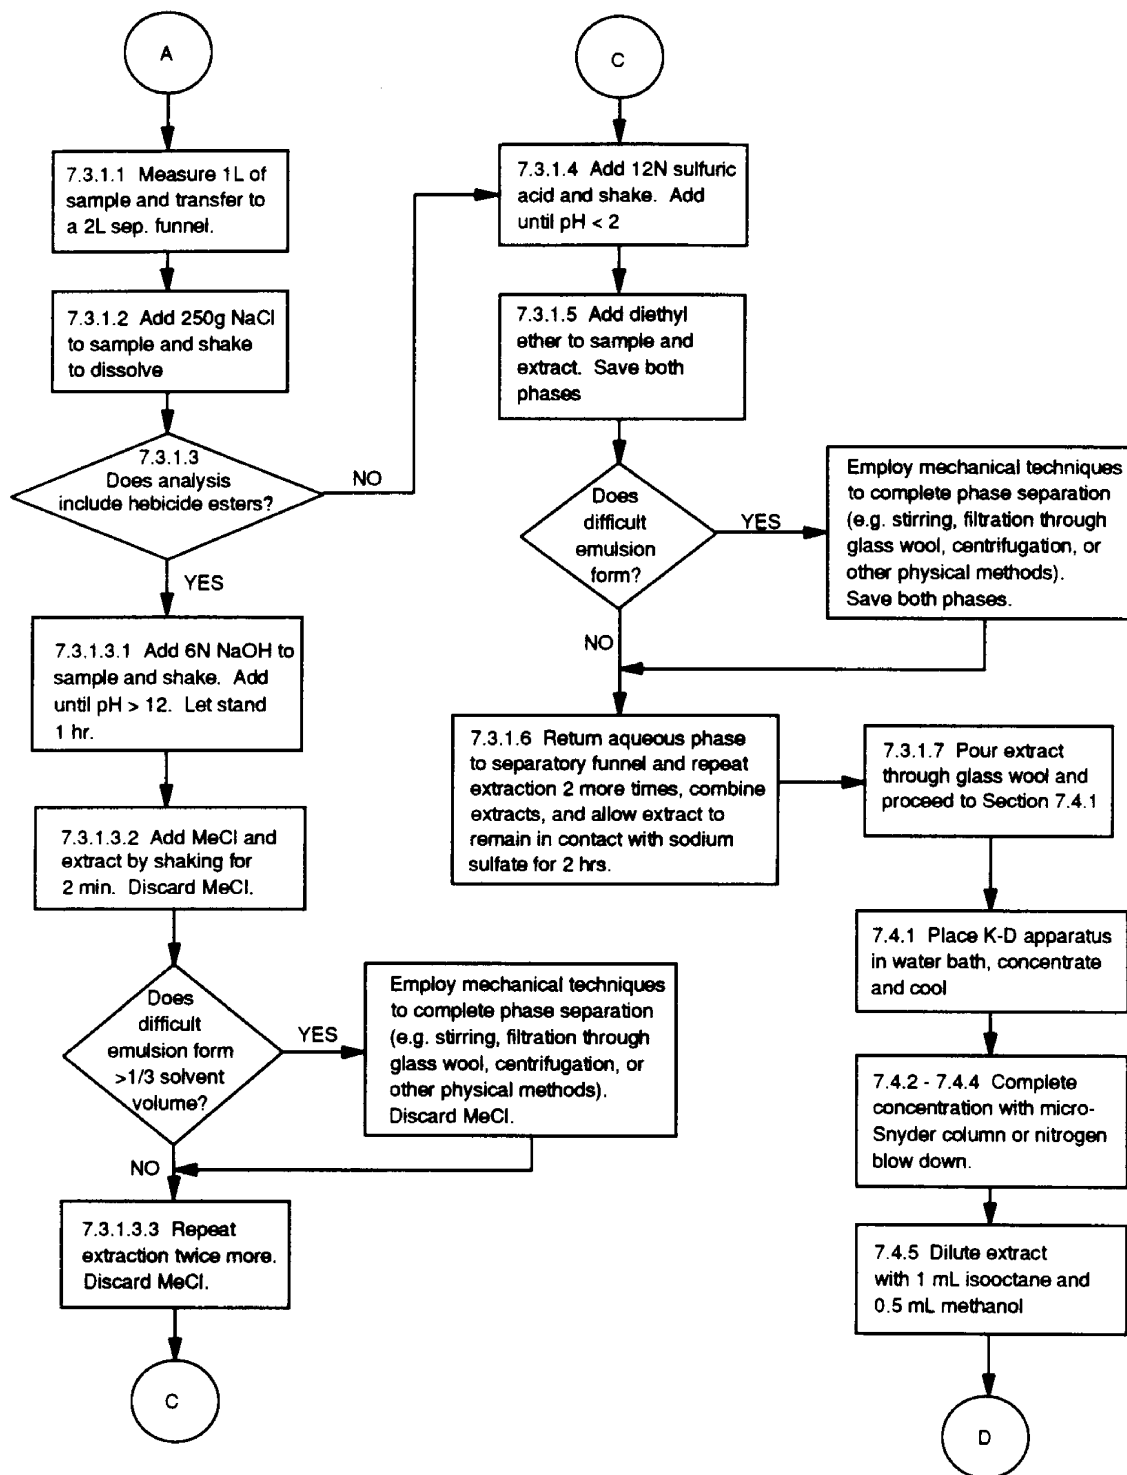 A
7.3.1.1 Measure 1L of
sample and transfer to
a 2L sep. funnel.
7.3.1.2 Add 250g NaCl
to sample and shake
to dissolve
7.3.1.3
Does analysis
include hebicide esters?
NO
YES
7.3.1.3.1 Add 6N NaOH to
sample and shake. Add
until pH > 12. Let stand
1 hr.
7.3.1.3.2 Add MeCl and
extract by shaking for
2 min. Discard MeCl.
Does
difficult
emulsion form
>1/3 solvent
volume?
YES
Employ mechanical techniques
to complete phase separation
(e.g. stirring, filtration through
glass wool, centrifugation, or
other physical methods).
Discard MeCl.
NO
7.3.1.3.3 Repeat
extraction twice more.
Discard MeCl.
C
C
7.3.1.4 Add 12N sulfuric
acid and shake. Add
until pH < 2
7.3.1.5 Add diethyl
ether to sample and
extract. Save both
phases
Does
difficult
emulsion
form?
YES
Employ mechanical techniques
to complete phase separation
(e.g. stirring, filtration through
glass wool, centrifugation, or
other physical methods).
Save both phases.
NO
7.3.1.6 Return aqueous phase
to separatory funnel and repeat
extraction 2 more times, combine
extracts, and allow extract to
remain in contact with sodium
sulfate for 2 hrs.
7.3.1.7 Pour extract
through glass wool and
proceed to Section 7.4.1
7.4.1 Place K-D apparatus
in water bath, concentrate
and cool
7.4.2 - 7.4.4 Complete
concentration with micro-
Snyder column or nitrogen
blow down.
7.4.5 Dilute extract
with 1 mL isooctane and
0.5 mL methanol
D